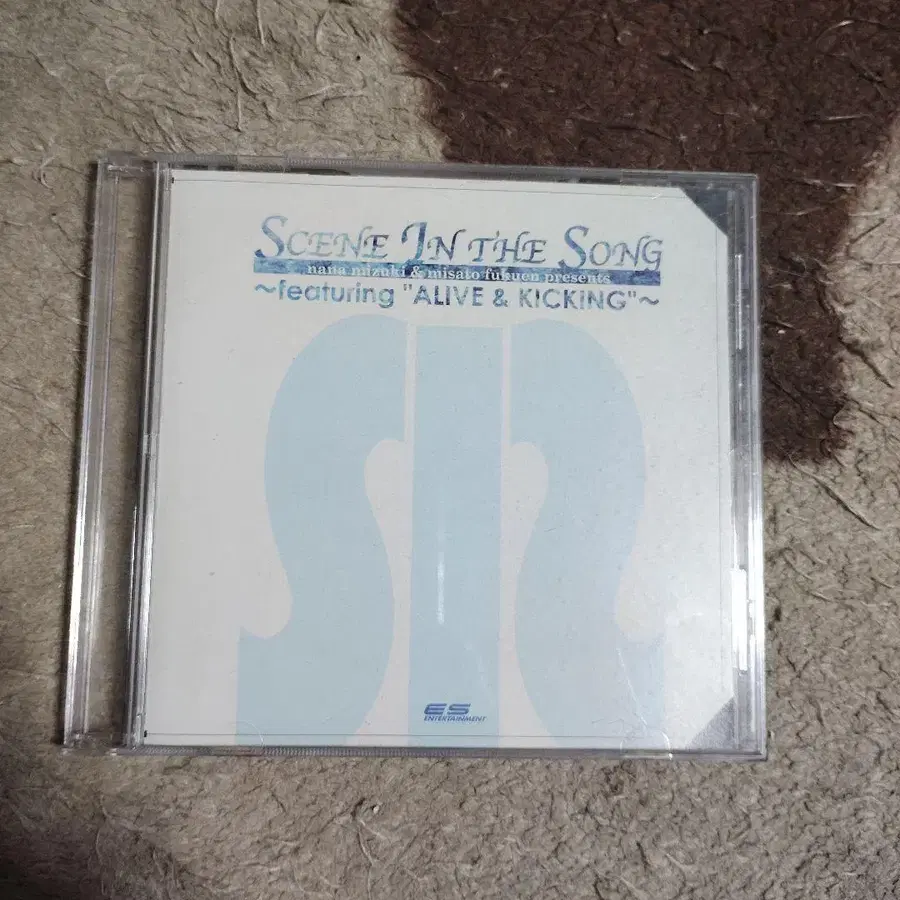 SCENE IN THE SONG
nana mizuki & misato fukuen presents
~featuring "ALIVE & KICKING"~
ES
ENTERTAINMENT